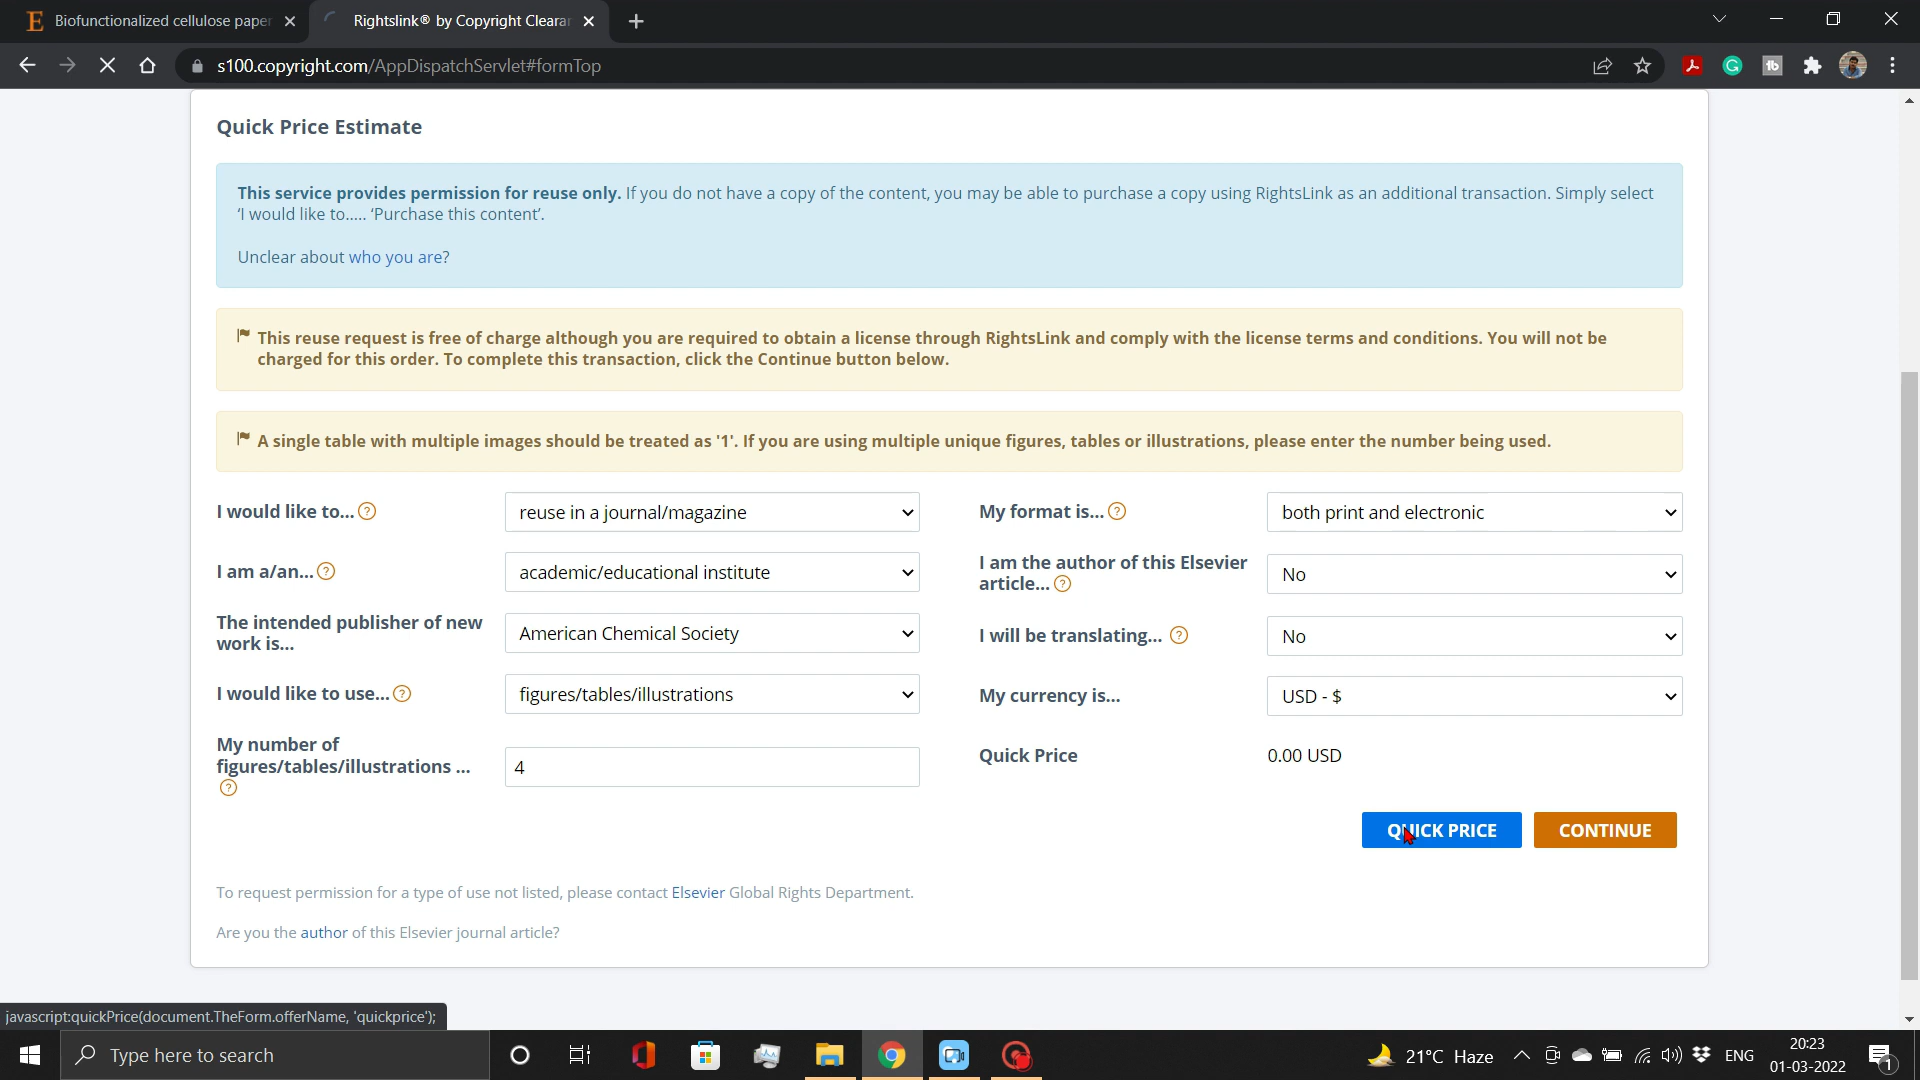 Biofunctionalized cellulose paper
Rightslink® by Copyright Clearan
s100.copyright.com/AppDispatchServlet#formTop
Quick Price Estimate
This service provides permission for reuse only. If you do not have a copy of the content, you may be able to purchase a copy using RightsLink as an additional transaction. Simply select
‘I would like to..... ‘Purchase this content’.
Unclear about who you are?
This reuse request is free of charge although you are required to obtain a license through RightsLink and comply with the license terms and conditions. You will not be
charged for this order. To complete this transaction, click the Continue button below.
A single table with multiple images should be treated as '1'. If you are using multiple unique figures, tables or illustrations, please enter the number being used.
I would like to... ? reuse in a journal/magazine
I am a/an... ? academic/educational institute
The intended publisher of new
work is... American Chemical Society
I would like to use... ? figures/tables/illustrations
My number of
figures/tables/illustrations ...
? 4
My format is... ? both print and electronic
I am the author of this Elsevier
article... ? No
I will be translating... ? No
My currency is... USD - $
Quick Price 0.00 USD
QUICK PRICE CONTINUE
To request permission for a type of use not listed, please contact Elsevier Global Rights Department.
Are you the author of this Elsevier journal article?
javascript:quickPrice(document.TheForm.offerName, 'quickprice');
Type here to search
21°C Haze
ENG
20:23
01-03-2022
1